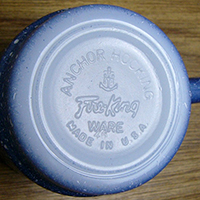 ANCHOR HOCKING
Fire-King
WARE
MADE IN U.S.A.